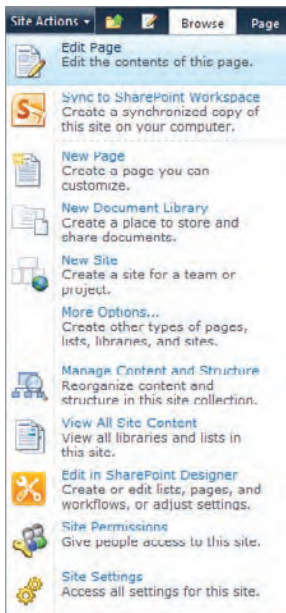 Site Actions Browse Page
Edit Page
Edit the contents of this page.
Sync to SharePoint Workspace
Create a synchronized copy of
this site on your computer.
New Page
Create a page you can
customize.
New Document Library
Create a place to store and
share documents.
New Site
Create a site for a team or
project.
More Options...
Create other types of pages,
lists, libraries, and sites.
Manage Content and Structure
Reorganize content and
structure in this site collection.
View All Site Content
View all libraries and lists in
this site.
Edit in SharePoint Designer
Create or edit lists, pages, and
workflows, or adjust settings.
Site Permissions
Give people access to this site.
Site Settings
Access all settings for this site.